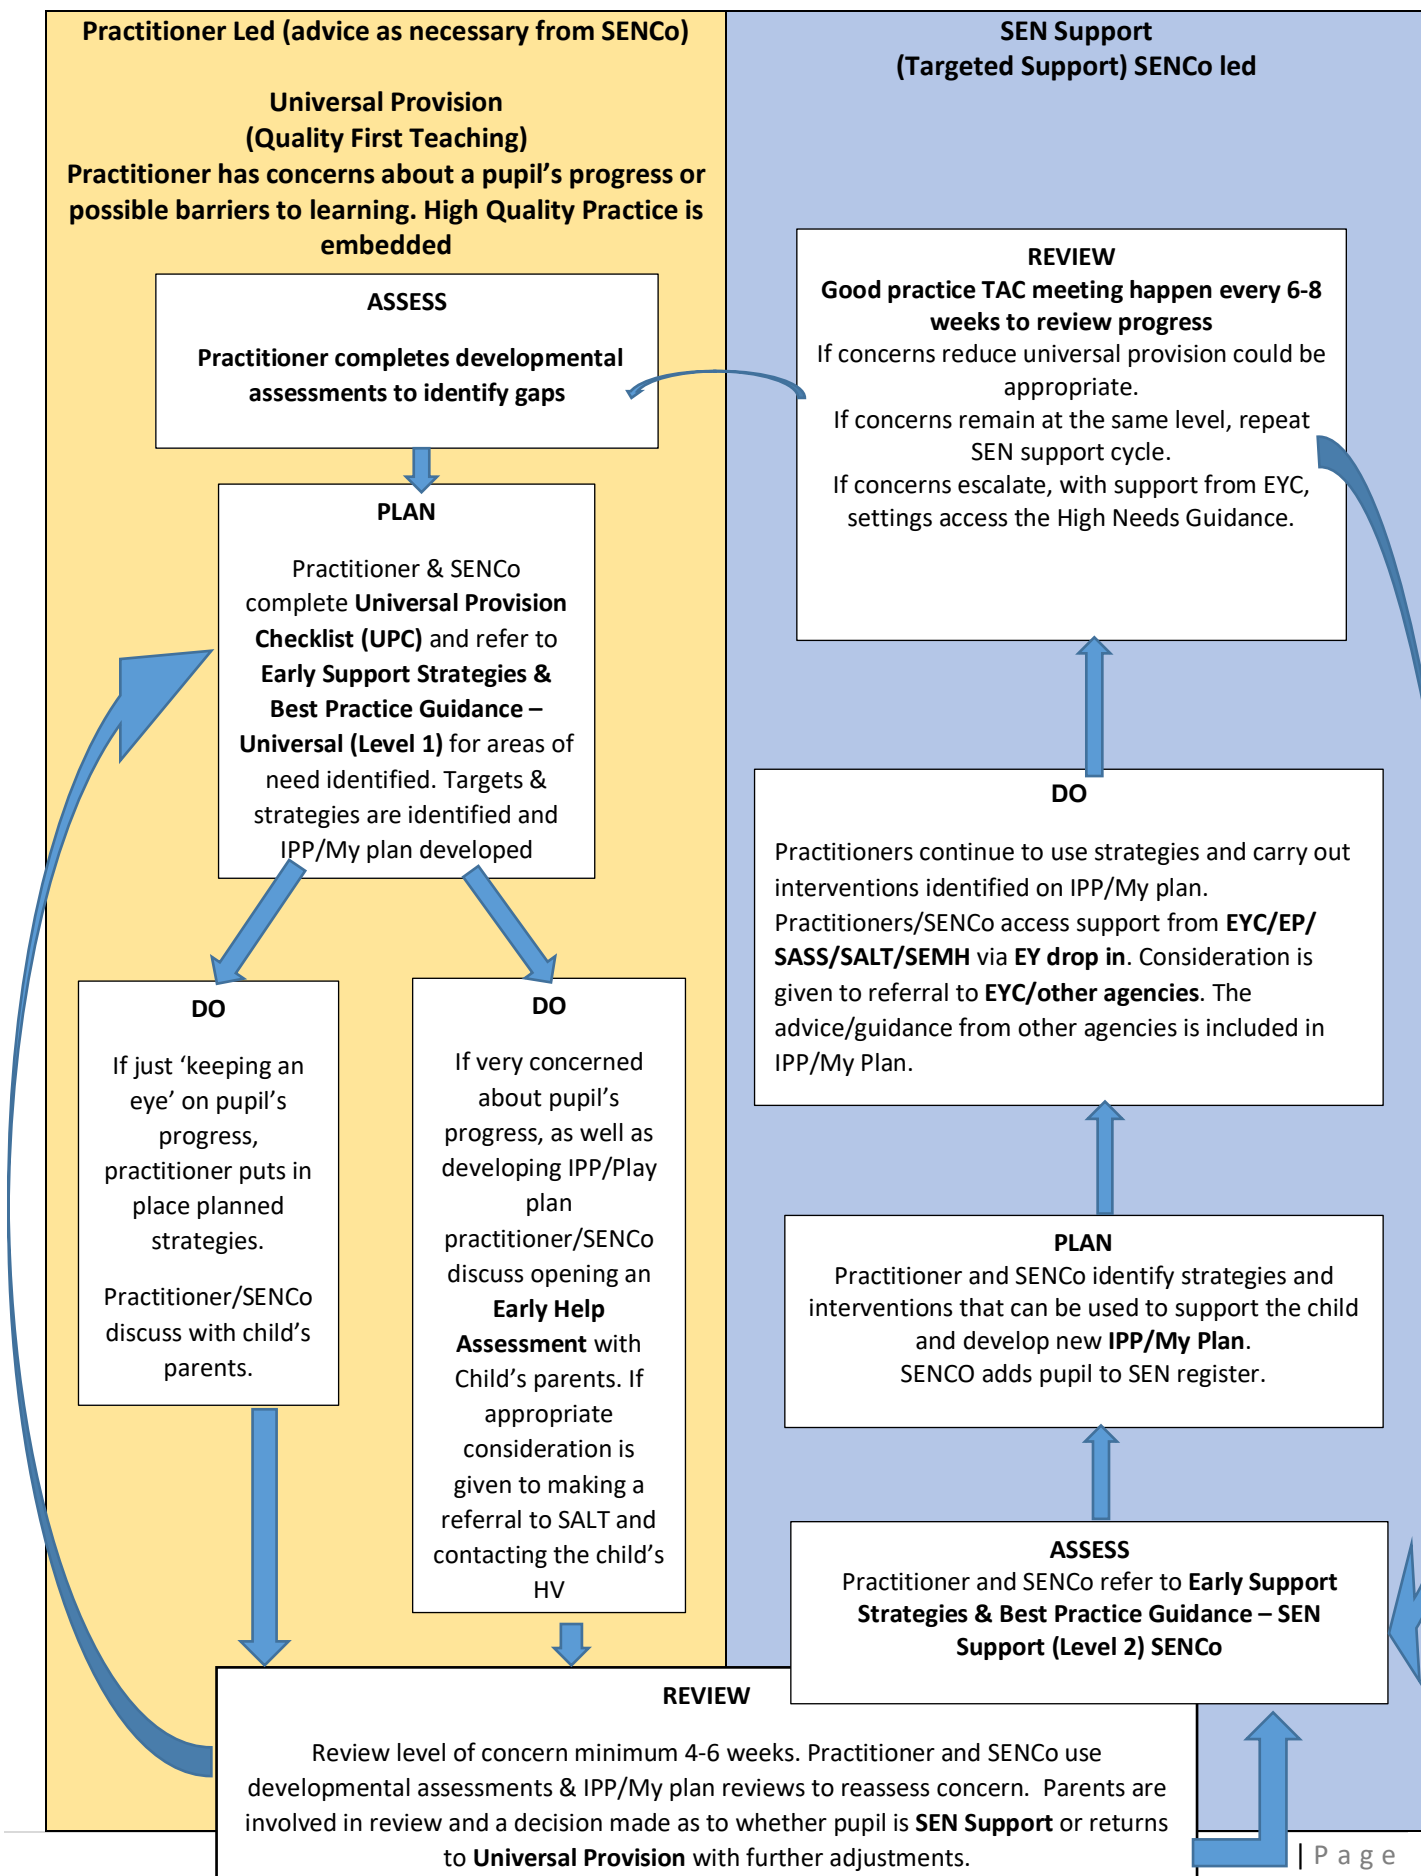 Practitioner Led (advice as necessary from SENCo)
Universal Provision
(Quality First Teaching)
Practitioner has concerns about a pupil’s progress or
possible barriers to learning. High Quality Practice is
embedded
ASSESS
Practitioner completes developmental
assessments to identify gaps
PLAN
Practitioner & SENCo
complete Universal Provision
Checklist (UPC) and refer to
Early Support Strategies &
Best Practice Guidance –
Universal (Level 1) for areas of
need identified. Targets &
strategies are identified and
IPP/My plan developed
DO
If just ‘keeping an
eye’ on pupil’s
progress,
practitioner puts in
place planned
strategies.
Practitioner/SENCo
discuss with child’s
parents.
DO
If very concerned
about pupil’s
progress, as well as
developing IPP/Play
plan
practitioner/SENCo
discuss opening an
Early Help
Assessment with
Child’s parents. If
appropriate
consideration is
given to making a
referral to SALT and
contacting the child’s
HV
REVIEW
Review level of concern minimum 4-6 weeks. Practitioner and SENCo use
developmental assessments & IPP/My plan reviews to reassess concern.  Parents are
involved in review and a decision made as to whether pupil is SEN Support or returns
to Universal Provision with further adjustments.
SEN Support
(Targeted Support) SENCo led
REVIEW
Good practice TAC meeting happen every 6-8
weeks to review progress
If concerns reduce universal provision could be
appropriate.
If concerns remain at the same level, repeat
SEN support cycle.
If concerns escalate, with support from EYC,
settings access the High Needs Guidance.
DO
Practitioners continue to use strategies and carry out
interventions identified on IPP/My plan.
Practitioners/SENCo access support from EYC/EP/
SASS/SALT/SEMH via EY drop in. Consideration is
given to referral to EYC/other agencies. The
advice/guidance from other agencies is included in
IPP/My Plan.
PLAN
Practitioner and SENCo identify strategies and
interventions that can be used to support the child
and develop new IPP/My Plan.
SENCO adds pupil to SEN register.
ASSESS
Practitioner and SENCo refer to Early Support
Strategies & Best Practice Guidance – SEN
Support (Level 2) SENCo
| Page